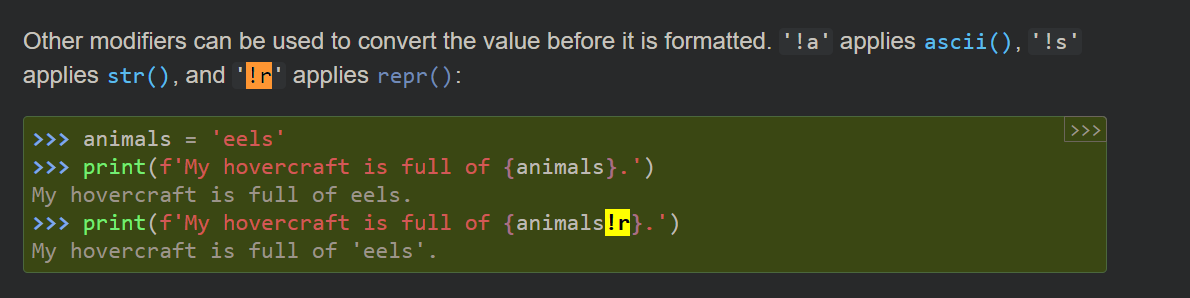 Other modifiers can be used to convert the value before it is formatted. '!a' applies ascii(), '!s'
applies str(), and '!r' applies repr():
>>>
>>> animals = 'eels'
>>> print(f'My hovercraft is full of {animals}.')
My hovercraft is full of eels.
>>> print(f'My hovercraft is full of {animals!r}.')
My hovercraft is full of 'eels'.